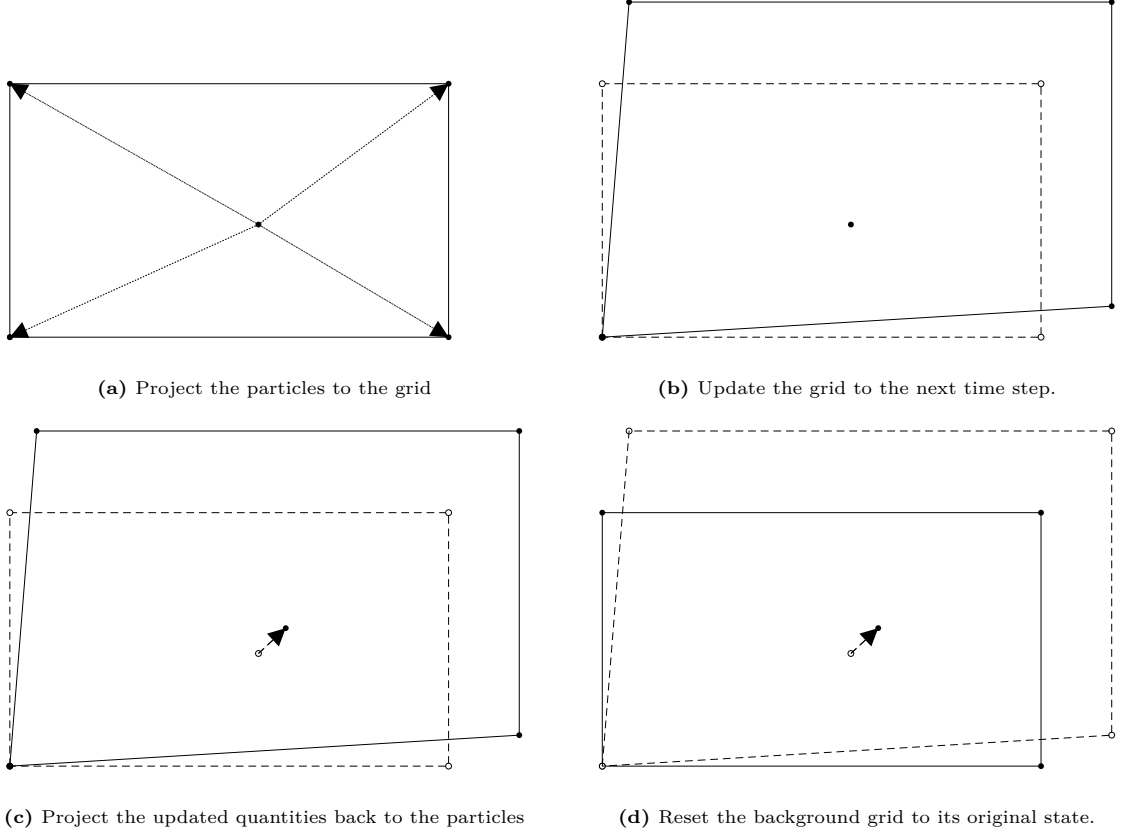 (a) Project the particles to the grid
(b) Update the grid to the next time step.
(c) Project the updated quantities back to the particles
(d) Reset the background grid to its original state.